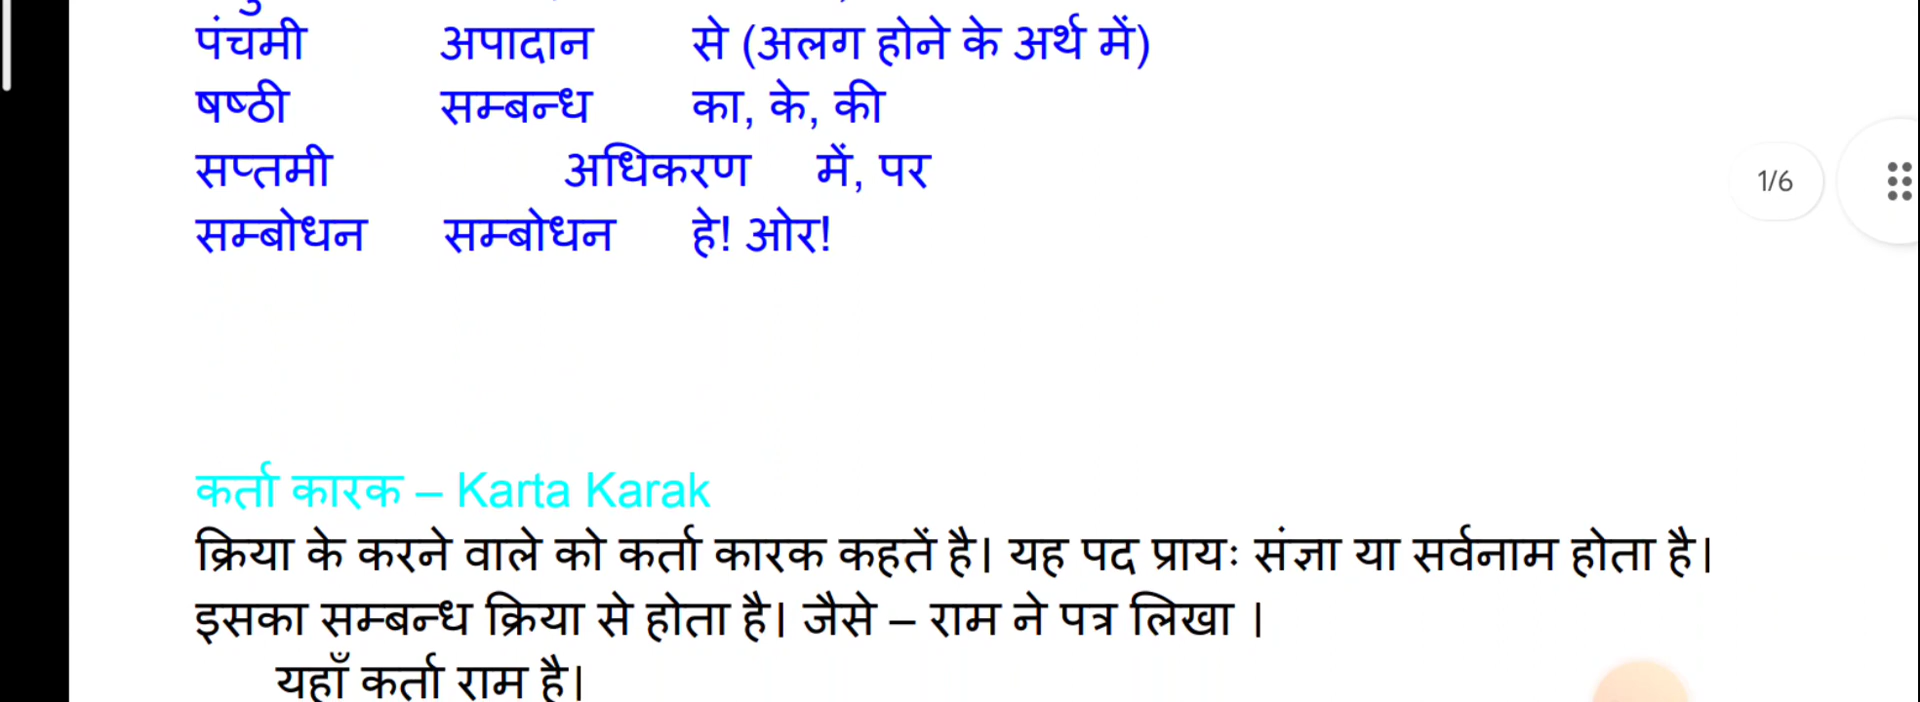 पंचमी अपादान से (अलग होने के अर्थ में)
षष्ठी सम्बन्ध का, के, की
सप्तमी अधिकरण में, पर
सम्बोधन सम्बोधन हे! ओर!
1/6
कर्ता कारक – Karta Karak
क्रिया के करने वाले को कर्ता कारक कहतें है। यह पद प्रायः संज्ञा या सर्वनाम होता है।
इसका सम्बन्ध क्रिया से होता है। जैसे – राम ने पत्र लिखा ।
यहाँ कर्ता राम है।